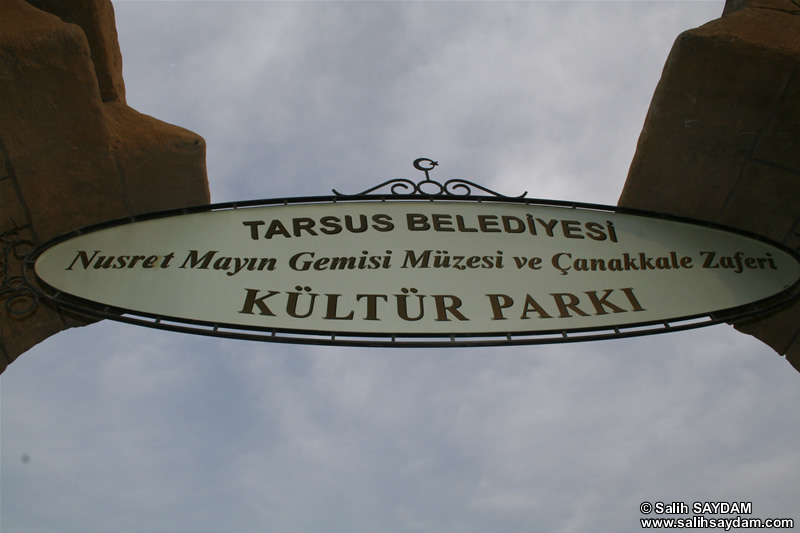 TARSUS BELEDİYESİ
Nusret Mayın Gemisi Müzesi ve Çanakkale Zaferi
KÜLTÜR PARKI
© Salih SAYDAM
www.salihsaydam.com